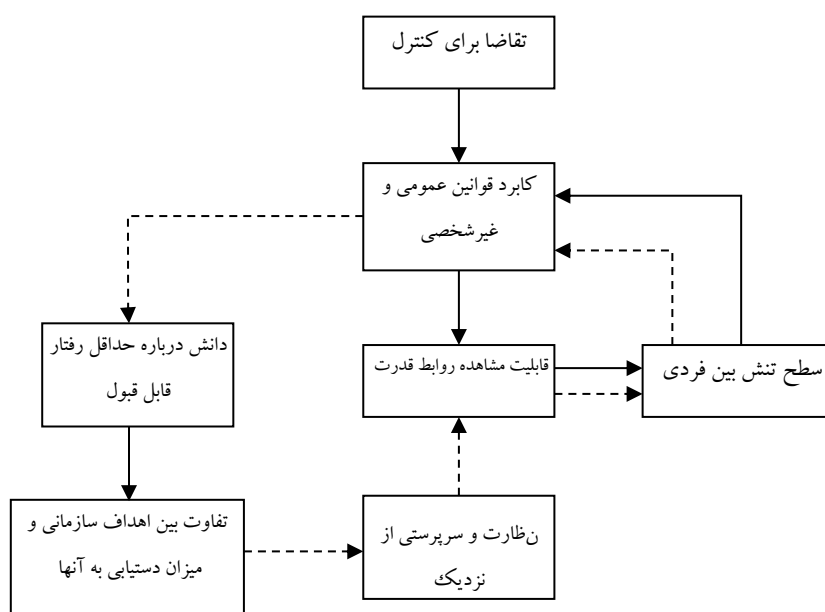 تقاضا برای کنترل
کابرد قوانین عمومی و
غیرشخصی
دانش درباره حداقل رفتار
قابل قبول
قابلیت مشاهده روابط قدرت
سطح تنش بین فردی
تفاوت بین اهداف سازمانی و
میزان دستیابی به آنها
نظارت و سرپرستی از
نزدیك